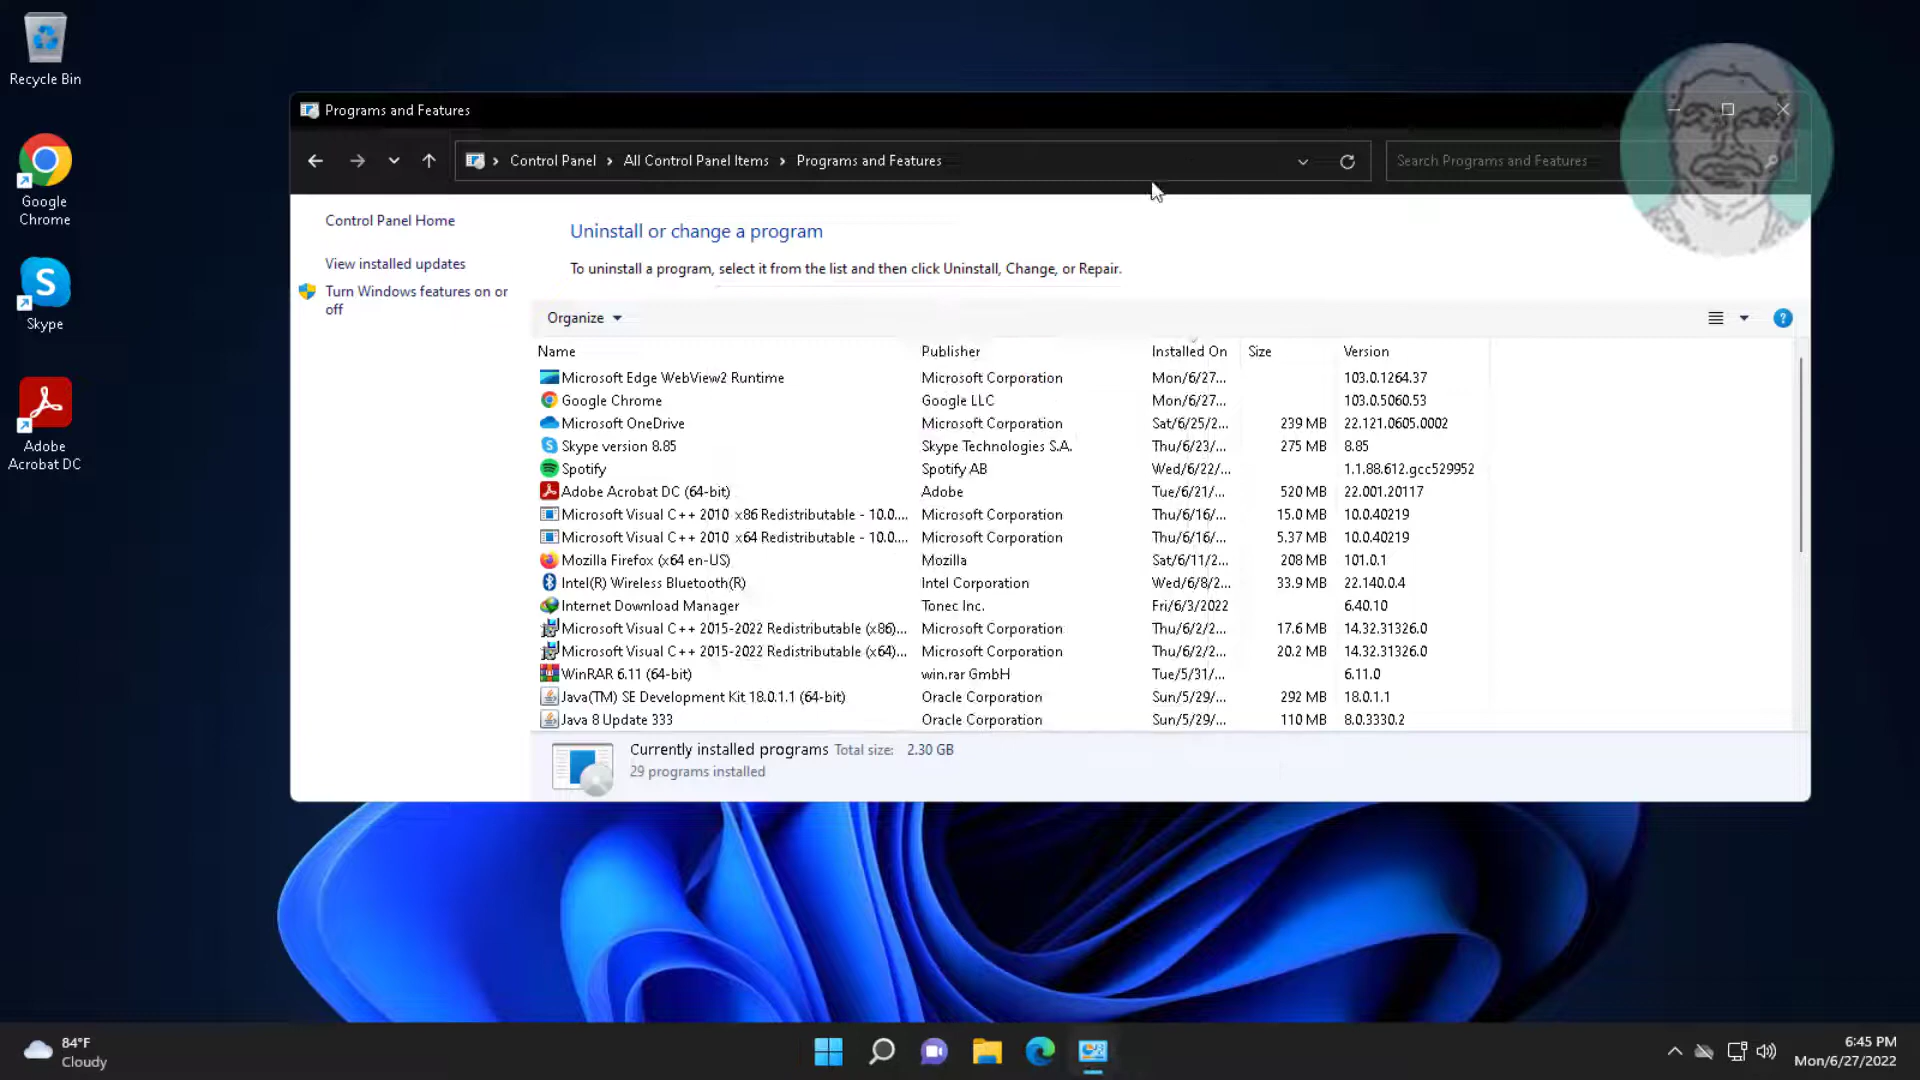 Recycle Bin
Google
Chrome
Skype
Adobe
Acrobat DC
Programs and Features
Control Panel > All Control Panel Items > Programs and Features
Search Programs and Features
Control Panel Home
View installed updates
Turn Windows features on or
off
Uninstall or change a program
To uninstall a program, select it from the list and then click Uninstall, Change, or Repair.
Organize
Name Publisher Installed On Size Version
Microsoft Edge WebView2 Runtime Microsoft Corporation Mon/6/27... 103.0.1264.37
Google Chrome Google LLC Mon/6/27... 103.0.5060.53
Microsoft OneDrive Microsoft Corporation Sat/6/25/2... 239 MB 22.121.0605.0002
Skype version 8.85 Skype Technologies S.A. Thu/6/23/... 275 MB 8.85
Spotify Spotify AB Wed/6/22/... 1.1.88.612.gcc529952
Adobe Acrobat DC (64-bit) Adobe Tue/6/21/... 520 MB 22.001.20117
Microsoft Visual C++ 2010 x86 Redistributable - 10.0.... Microsoft Corporation Thu/6/16/... 15.0 MB 10.0.40219
Microsoft Visual C++ 2010 x64 Redistributable - 10.0.... Microsoft Corporation Thu/6/16/... 5.37 MB 10.0.40219
Mozilla Firefox (x64 en-US) Mozilla Sat/6/11/2... 208 MB 101.0.1
Intel(R) Wireless Bluetooth(R) Intel Corporation Wed/6/8/2... 33.9 MB 22.140.0.4
Internet Download Manager Tonec Inc. Fri/6/3/2022 6.40.10
Microsoft Visual C++ 2015-2022 Redistributable (x86)... Microsoft Corporation Thu/6/2/2... 17.6 MB 14.32.31326.0
Microsoft Visual C++ 2015-2022 Redistributable (x64)... Microsoft Corporation Thu/6/2/2... 20.2 MB 14.32.31326.0
WinRAR 6.11 (64-bit) win.rar GmbH Tue/5/31/... 6.11.0
Java(TM) SE Development Kit 18.0.1.1 (64-bit) Oracle Corporation Sun/5/29/... 292 MB 18.0.1.1
Java 8 Update 333 Oracle Corporation Sun/5/29/... 110 MB 8.0.3330.2
Currently installed programs Total size: 2.30 GB
29 programs installed
84°F
Cloudy
6:45 PM
Mon/6/27/2022